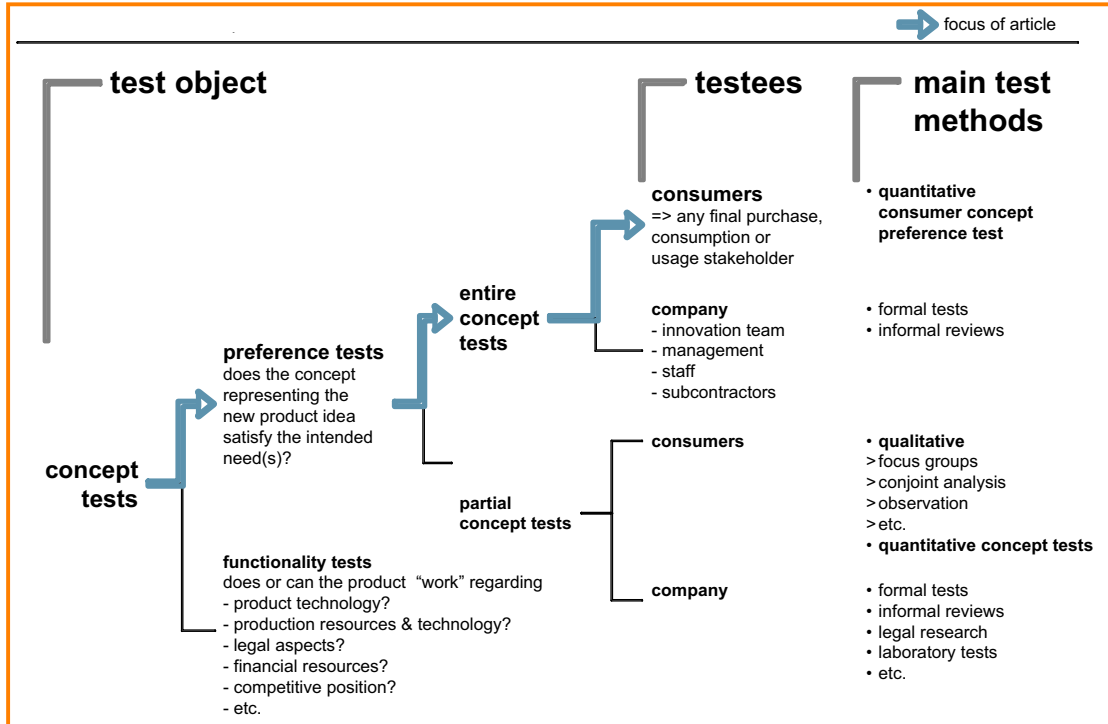 focus of article
test object
testees
main test
methods
consumers
=> any final purchase,
consumption or
usage stakeholder
• quantitative
consumer concept
preference test
entire
concept
tests
company
- innovation team
- management
- staff
- subcontractors
• formal tests
• informal reviews
preference tests
does the concept
representing the
new product idea
satisfy the intended
need(s)?
concept
tests
partial
concept tests
consumers
• qualitative
>focus groups
>conjoint analysis
>observation
>etc.
• quantitative concept tests
functionality tests
does or can the product “work” regarding
- product technology?
- production resources & technology?
- legal aspects?
- financial resources?
- competitive position?
- etc.
company
• formal tests
• informal reviews
• legal research
• laboratory tests
• etc.